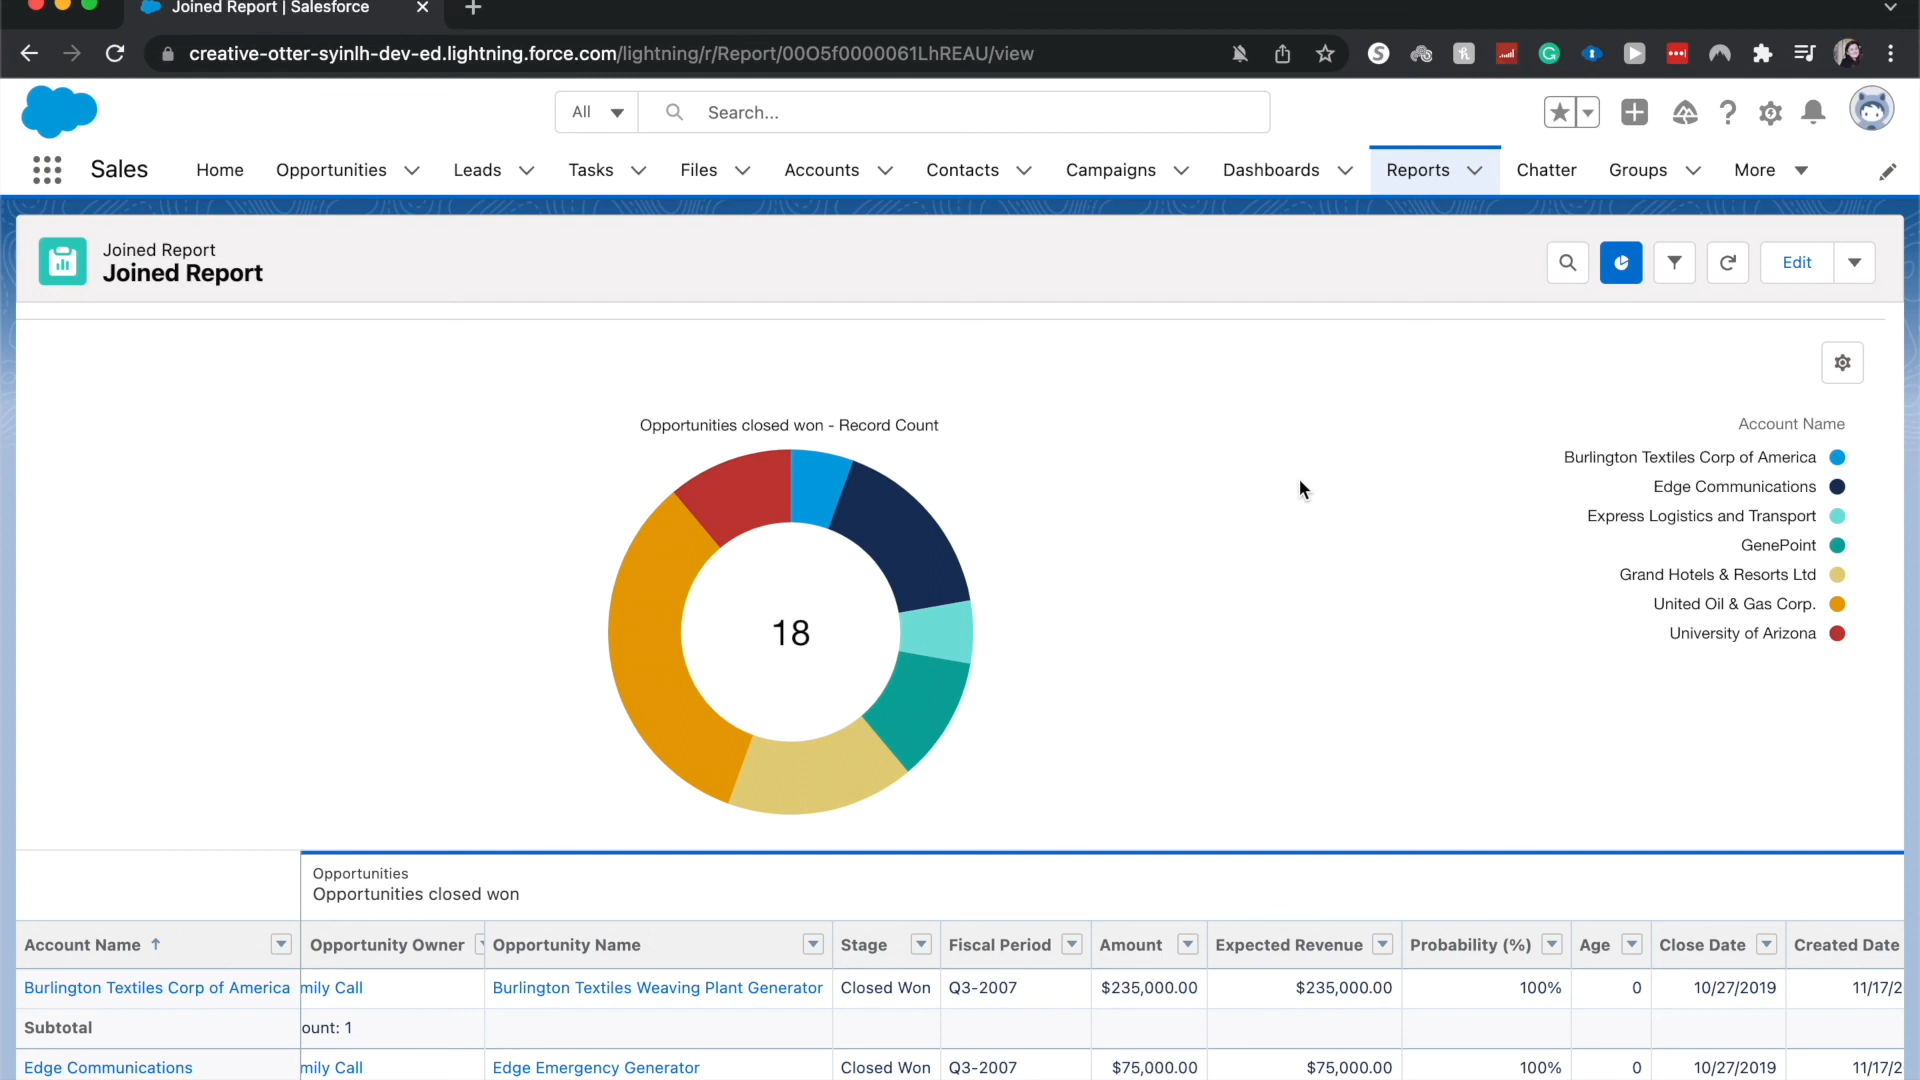 Joined Report | Salesforce
creative-otter-syinlh-dev-ed.lightning.force.com/lightning/r/Report/00O5f0000061LhREAU/view
All Search...
Sales Home Opportunities Leads Tasks Files Accounts Contacts Campaigns Dashboards Reports Chatter Groups More
Joined Report
Joined Report
Edit
Opportunities closed won - Record Count
18
Account Name
Burlington Textiles Corp of America
Edge Communications
Express Logistics and Transport
GenePoint
Grand Hotels & Resorts Ltd
United Oil & Gas Corp.
University of Arizona
Opportunities
Opportunities closed won
Account Name ↑ Opportunity Owner Opportunity Name Stage Fiscal Period Amount Expected Revenue Probability (%) Age Close Date Created Date
Burlington Textiles Corp of America mily Call Burlington Textiles Weaving Plant Generator Closed Won Q3-2007 $235,000.00 $235,000.00 100% 0 10/27/2019 11/17/2
Subtotal ount: 1
Edge Communications mily Call Edge Emergency Generator Closed Won Q3-2007 $75,000.00 $75,000.00 100% 0 10/27/2019 11/17/2